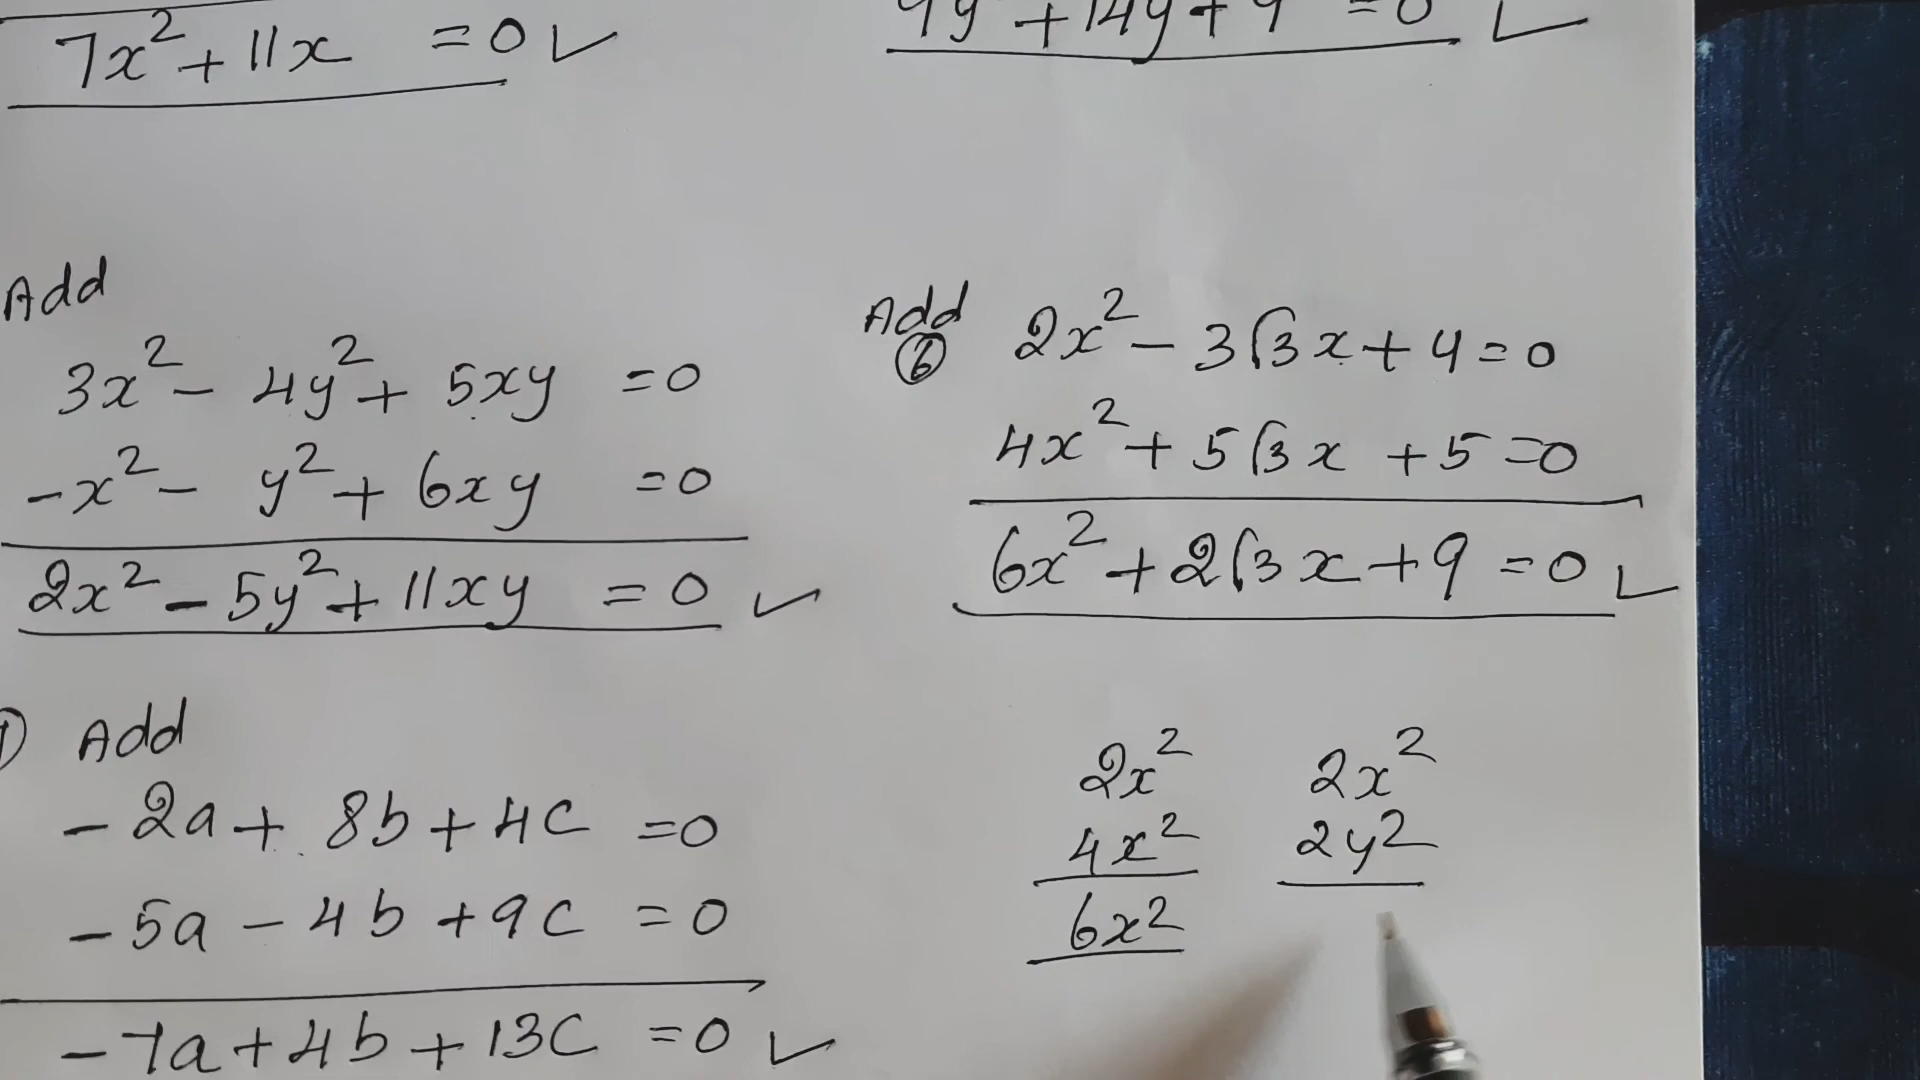 7x² + 11x = 0 ✓
+ 14y +
= 0 ✓
Add
3x² - 4y² + 5xy = 0
-x² - y² + 6xy = 0
2x² - 5y² + 11xy = 0 ✓
Add
⑥ 2x² - 3√3x + 4 = 0
4x² + 5√3x + 5 = 0
6x² + 2√3x + 9 = 0 ✓
Add
-2a + 8b + 4c = 0
-5a - 4b + 9c = 0
-7a + 4b + 13c = 0 ✓
2x²
4x²
6x²
2x²
2y²